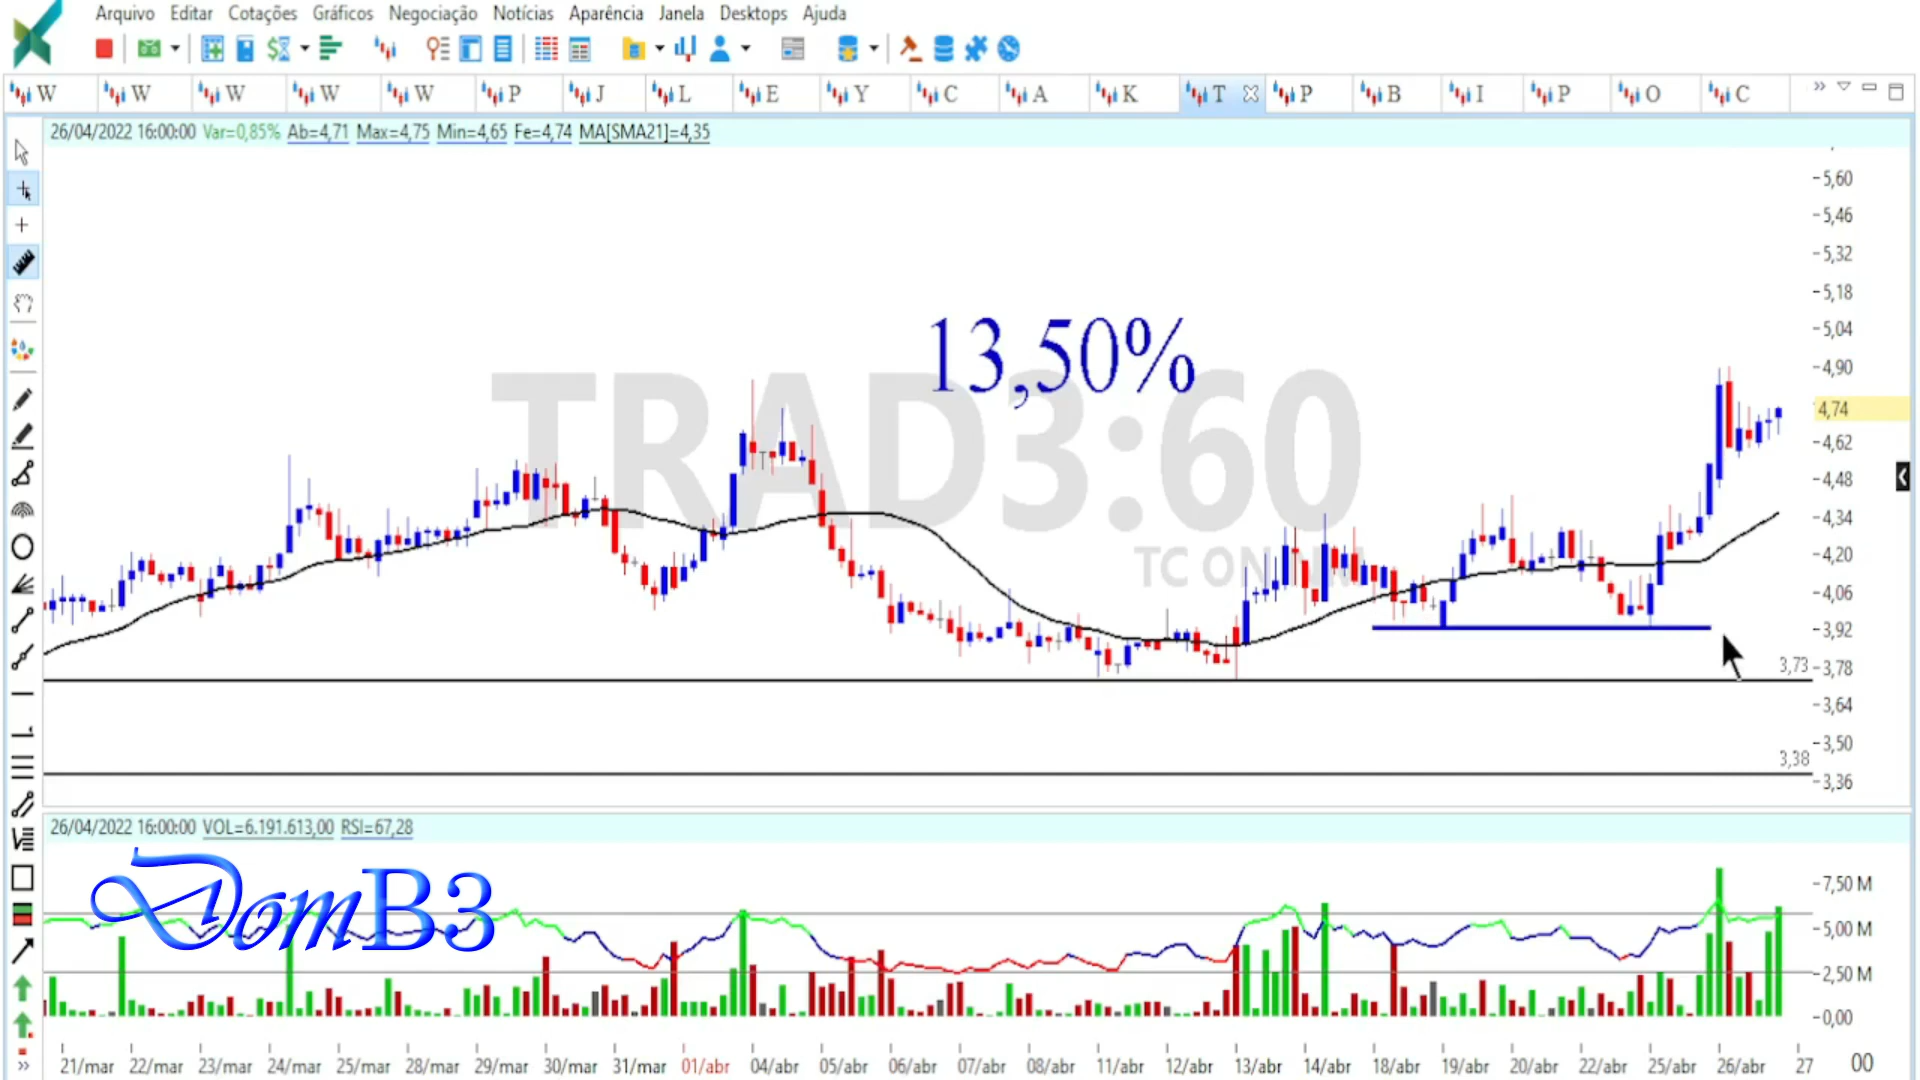 Arquivo Editar Cotações Gráficos Negociação Notícias Aparência Janela Desktops Ajuda
W W W W W P J L E Y C A K T P B I P O C
26/04/2022 16:00:00 Var=0,85% Ab=4,71 Max=4,75 Min=4,65 Fe=4,74 MA[SMA21]=4,35
5,60
5,46
5,32
5,18
13,50%
5,04
4,90
TRAD3:60
4,74
4,62
4,48
4,34
4,20
4,06
3,92
3,73
3,78
3,64
3,50
3,38
3,36
26/04/2022 16:00:00 VOL=6.191.613,00 RSI=67,28
DomB3
7,50 M
5,00 M
2,50 M
0,00
21/mar 22/mar 23/mar 24/mar 25/mar 28/mar 29/mar 30/mar 31/mar 01/abr 04/abr 05/abr 06/abr 07/abr 08/abr 11/abr 12/abr 13/abr 14/abr 18/abr 19/abr 20/abr 22/abr 25/abr 26/abr 27 00